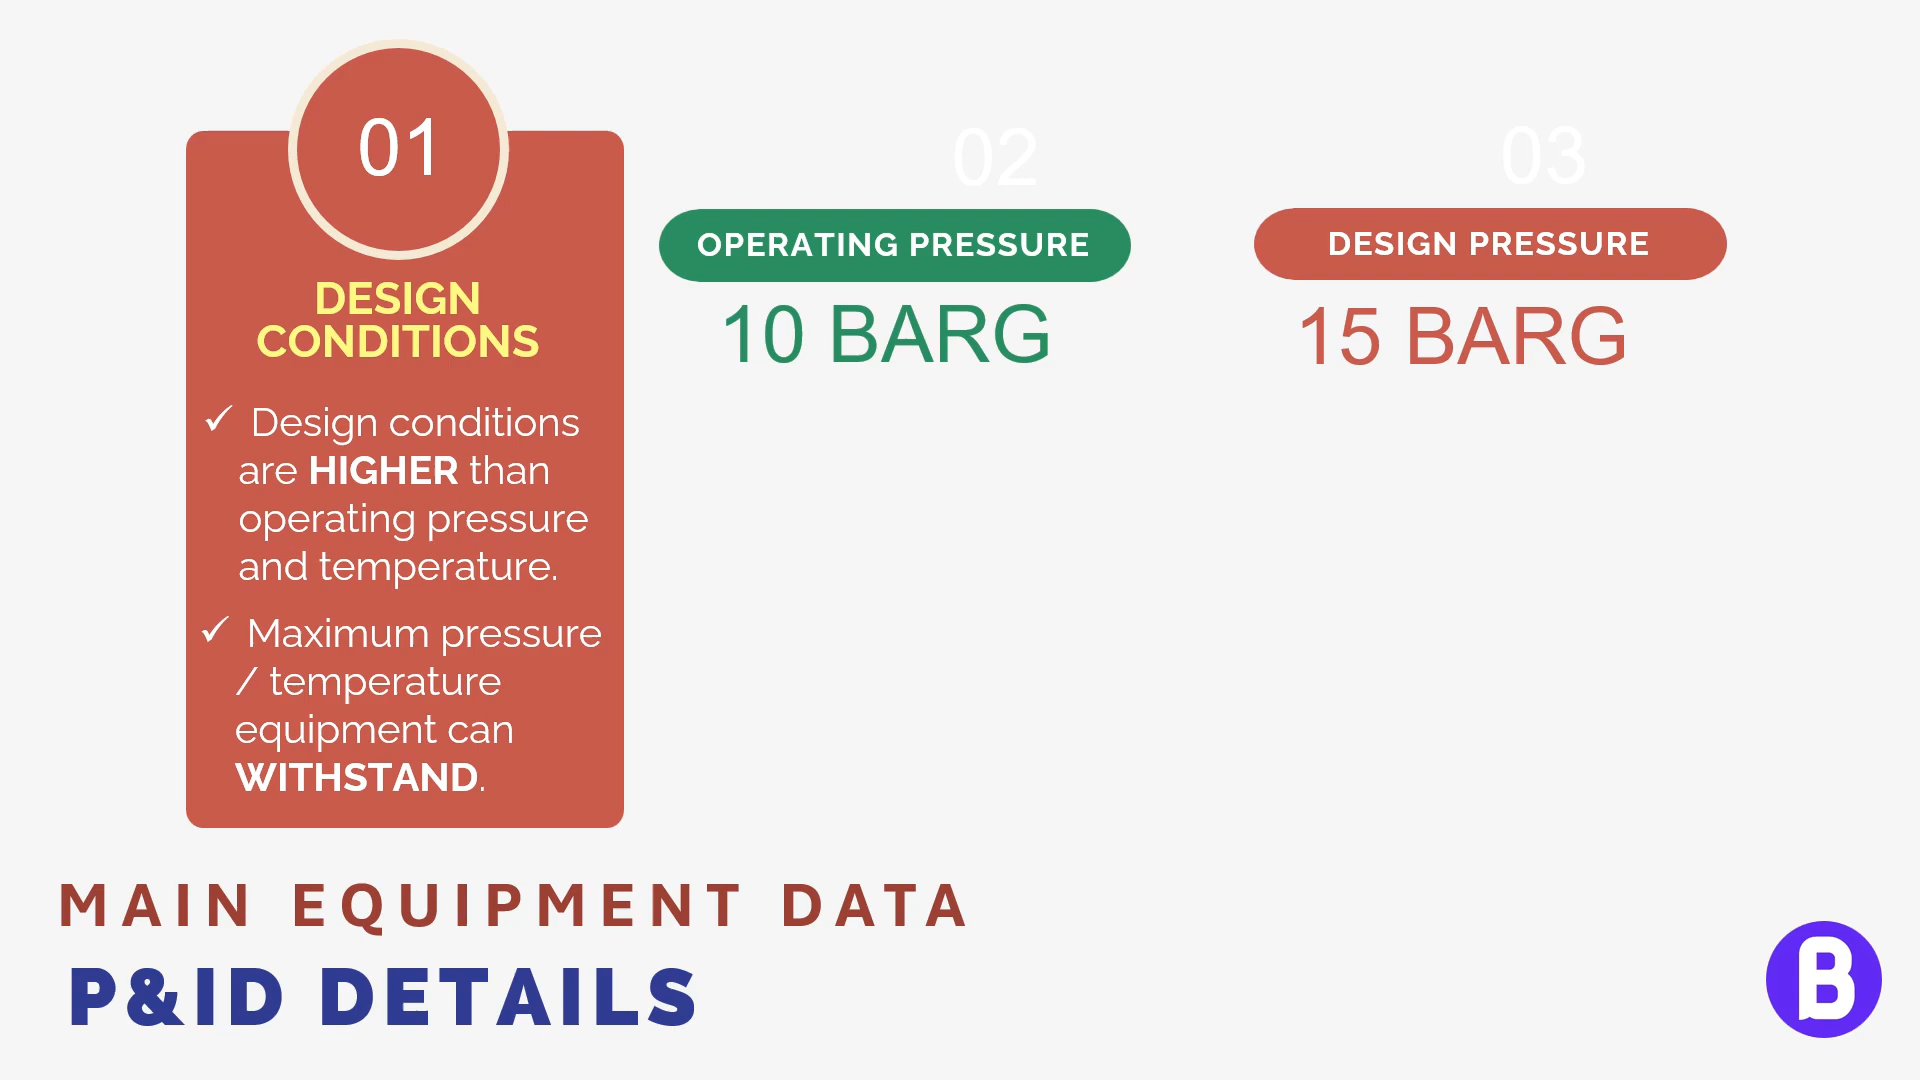 01
DESIGN
CONDITIONS
✓ Design conditions
are HIGHER than
operating pressure
and temperature.
✓ Maximum pressure
/ temperature
equipment can
WITHSTAND.
02
OPERATING PRESSURE
10 BARG
03
DESIGN PRESSURE
15 BARG
MAIN EQUIPMENT DATA
P&ID DETAILS
B